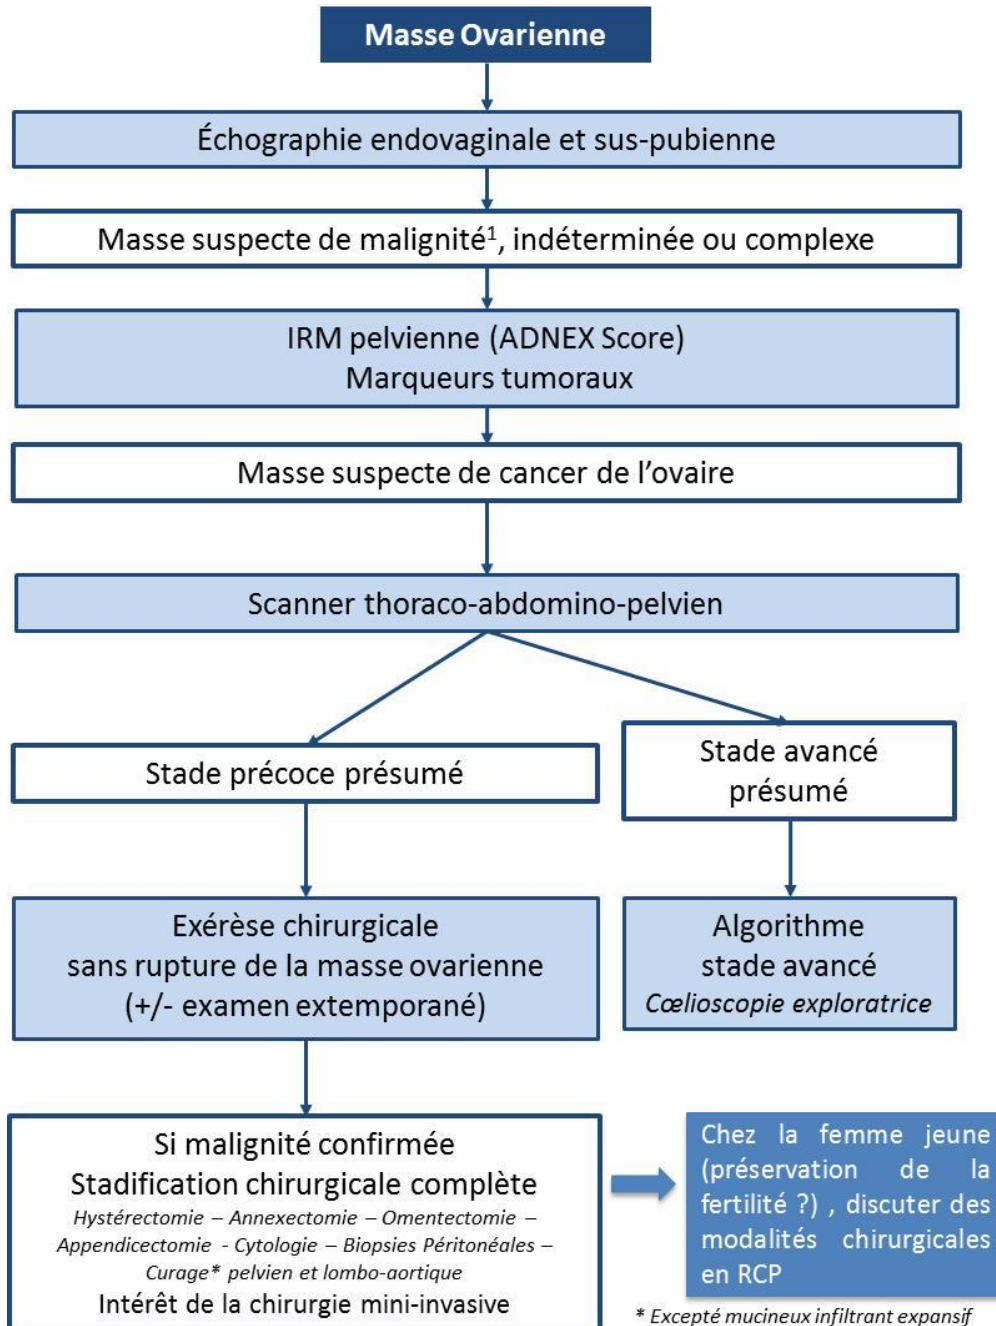 Masse Ovarienne
Échographie endovaginale et sus-pubienne
Masse suspecte de malignité¹, indéterminée ou complexe
IRM pelvienne (ADNEX Score)
Marqueurs tumoraux
Masse suspecte de cancer de l'ovaire
Scanner thoraco-abdomino-pelvien
Stade précoce présumé
Stade avancé
présumé
Exérèse chirurgicale
sans rupture de la masse ovarienne
(+/- examen extemporané)
Algorithme
stade avancé
Cœlioscopie exploratrice
Si malignité confirmée
Stadification chirurgicale complète
Hystérectomie – Annexectomie – Omentectomie –
Appendicectomie - Cytologie – Biopsies Péritonéales –
Curage* pelvien et lombo-aortique
Intérêt de la chirurgie mini-invasive
Chez la femme jeune
(préservation de la
fertilité ?) , discuter des
modalités chirurgicales
en RCP
* Excepté mucineux infiltrant expansif